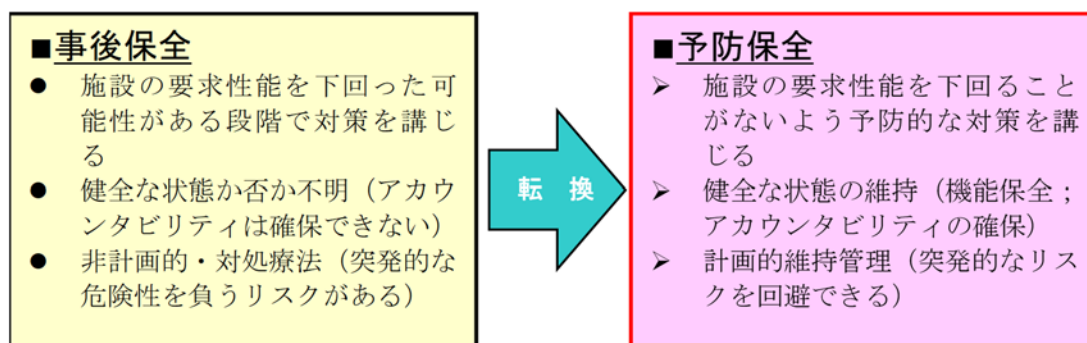 ■事後保全
● 施設の要求性能を下回った可
能性がある段階で対策を講じ
る
● 健全な状態か否か不明（アカウ
ンタビリティは確保できない）
● 非計画的・対処療法（突発的な
危険性を負うリスクがある）
転 換
■予防保全
➢ 施設の要求性能を下回ること
がないよう予防的な対策を講
じる
➢ 健全な状態の維持（機能保全；
アカウンタビリティの確保）
➢ 計画的維持管理（突発的なリス
クを回避できる）